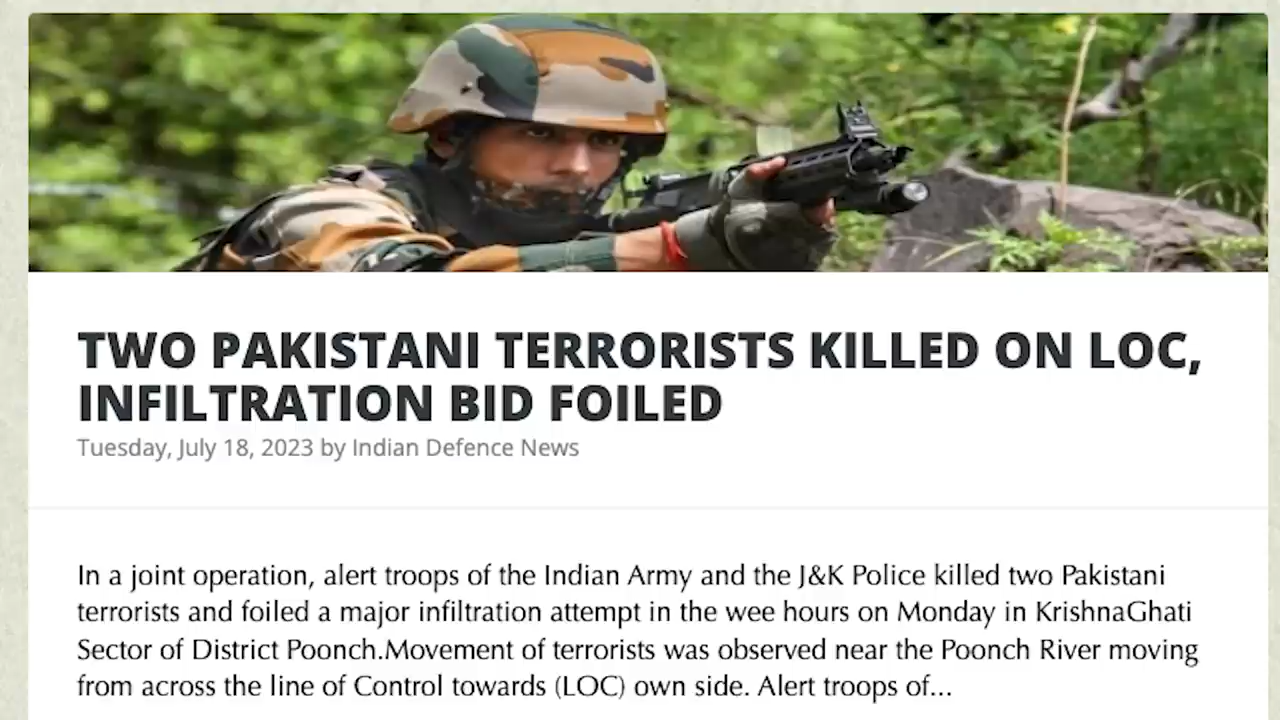 TWO PAKISTANI TERRORISTS KILLED ON LOC,
INFILTRATION BID FOILED
Tuesday, July 18, 2023 by Indian Defence News
In a joint operation, alert troops of the Indian Army and the J&K Police killed two Pakistani
terrorists and foiled a major infiltration attempt in the wee hours on Monday in KrishnaGhati
Sector of District Poonch.Movement of terrorists was observed near the Poonch River moving
from across the line of Control towards (LOC) own side. Alert troops of...